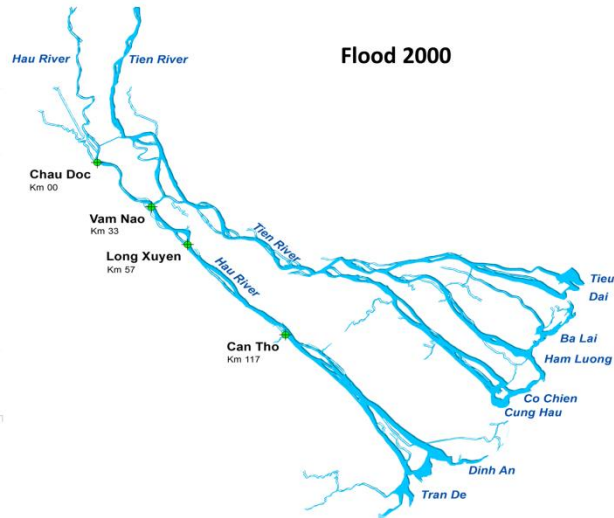 Flood 2000
Hau River
Tien River
Chau Doc
Km 00
Vam Nao
Km 33
Tien River
Long Xuyen
Km 57
Hau River
Tieu
Dai
Ba Lai
Can Tho
Km 117
Ham Luong
Co Chien
Cung Hau
Dinh An
Tran De